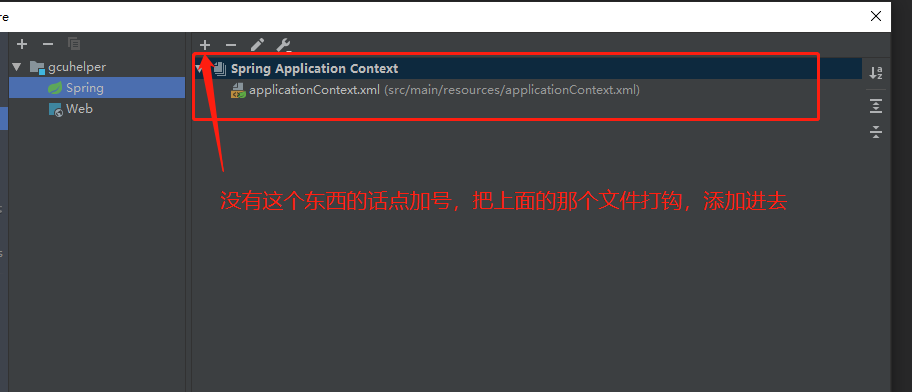 re
gcuhelper
Spring
Web
Spring Application Context
applicationContext.xml (src/main/resources/applicationContext.xml)
没有这个东西的话点加号，把上面的那个文件打钩，添加进去